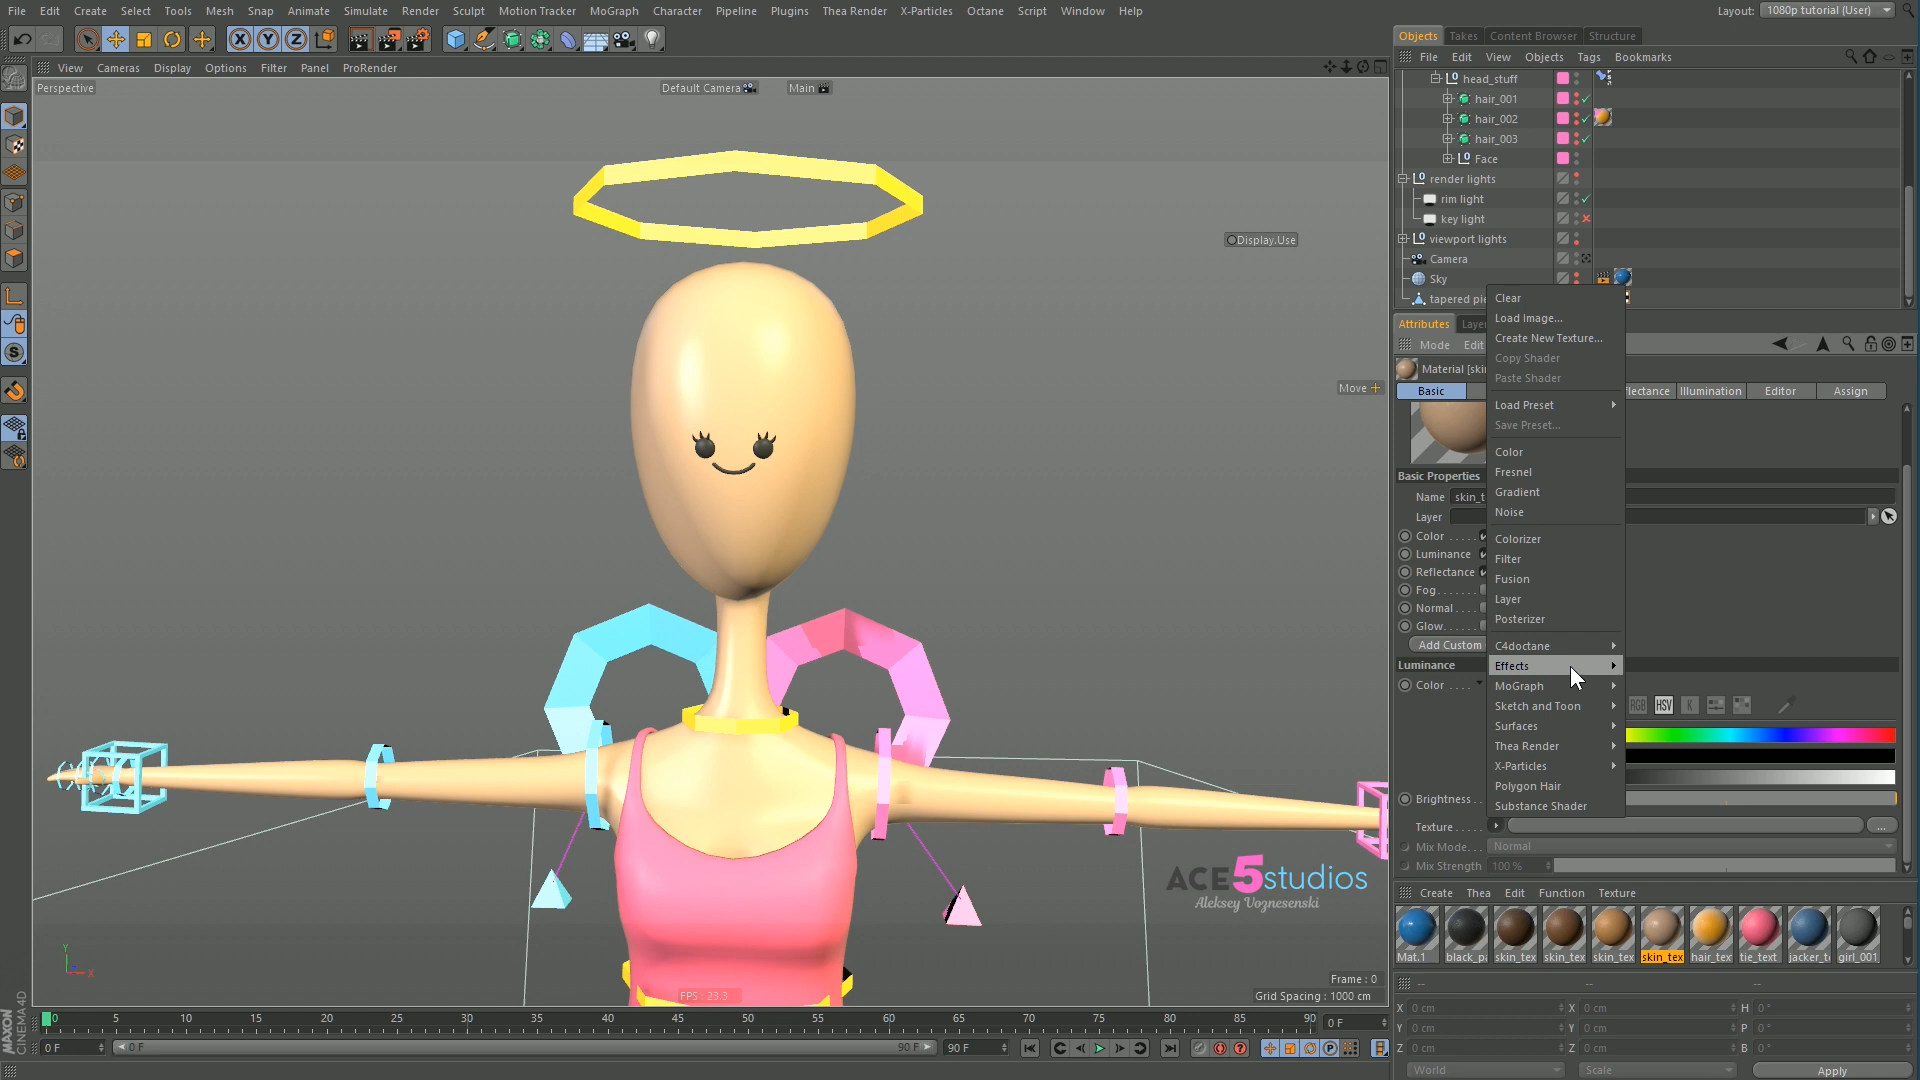 File Edit Create Select Tools Mesh Snap Animate Simulate Render Sculpt Motion Tracker MoGraph Character Pipeline Plugins Thea Render X-Particles Octane Script Window Help
Layout: 1080p tutorial (User)
View Cameras Display Options Filter Panel ProRender
Perspective
Default Camera
Main
Display.Use
Move
ACE5studios
Aleksey Voznesenski
Y
X
FPS : 23.3
Frame : 0
Grid Spacing : 1000 cm
0 5 10 15 20 25 30 35 40 45 50 55 60 65 70 75 80 85 90
0 F
0 F
0 F
90 F
90 F
MAXON
CINEMA 4D
Objects Takes Content Browser Structure
File Edit View Objects Tags Bookmarks
head_stuff
hair_001
hair_002
hair_003
Face
render lights
rim light
key light
viewport lights
Camera
Sky
tapered pie
Attributes Laye
Mode Edit
Material [ski
Basic
flectance Illumination Editor Assign
Basic Properties
Name skin_t
Layer
Color
Luminance
Reflectance
Fog
Normal
Glow
Add Custom
Luminance
Color
RGB HSV K
Brightness
Texture
Mix Mode Normal
Mix Strength 100 %
Clear
Load Image...
Create New Texture...
Copy Shader
Paste Shader
Load Preset
Save Preset...
Color
Fresnel
Gradient
Noise
Colorizer
Filter
Fusion
Layer
Posterizer
C4doctane
Effects
MoGraph
Sketch and Toon
Surfaces
Thea Render
X-Particles
Polygon Hair
Substance Shader
Create Thea Edit Function Texture
Mat.1 black_p skin_tex skin_tex skin_tex skin_tex hair_tex tie_text jacker_t girl_001
-- -- --
X 0 cm X 0 cm H 0 °
Y 0 cm Y 0 cm P 0 °
Z 0 cm Z 0 cm B 0 °
World Scale Apply